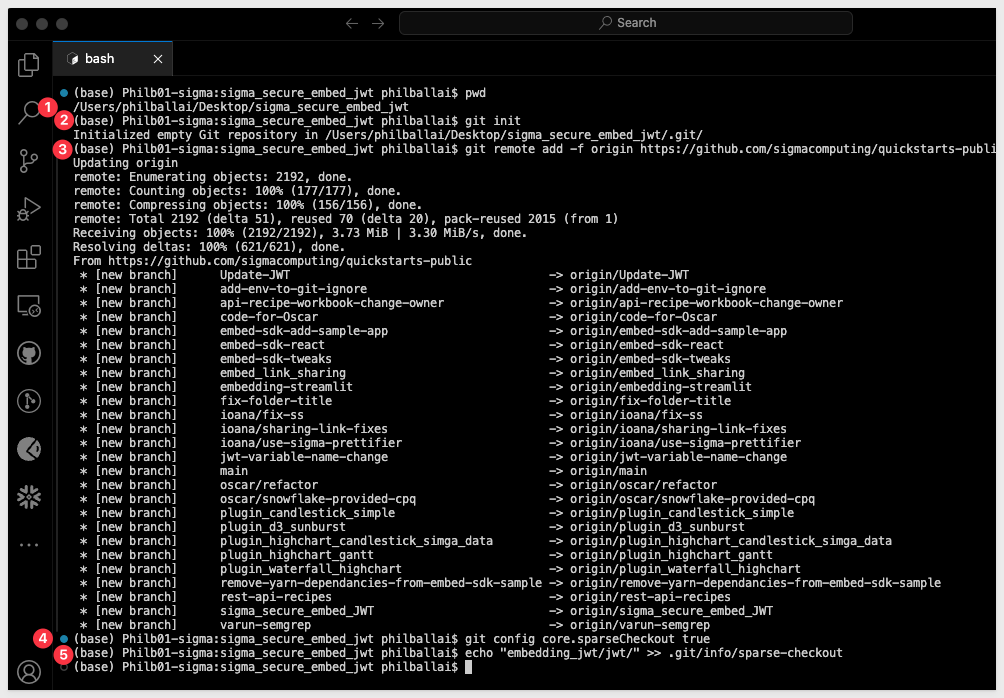 Search
bash
(base) Philb01-sigma:sigma_secure_embed_jwt philballai$ pwd
1
/Users/philballai/Desktop/sigma_secure_embed_jwt
2
(base) Philb01-sigma:sigma_secure_embed_jwt philballai$ git init
Initialized empty Git repository in /Users/philballai/Desktop/sigma_secure_embed_jwt/.git/
3
(base) Philb01-sigma:sigma_secure_embed_jwt philballai$ git remote add -f origin https://github.com/sigmacomputing/quickstarts-publi
Updating origin
remote: Enumerating objects: 2192, done.
remote: Counting objects: 100% (177/177), done.
remote: Compressing objects: 100% (156/156), done.
remote: Total 2192 (delta 51), reused 70 (delta 20), pack-reused 2015 (from 1)
Receiving objects: 100% (2192/2192), 3.73 MiB | 3.30 MiB/s, done.
Resolving deltas: 100% (621/621), done.
From https://github.com/sigmacomputing/quickstarts-public
* [new branch] Update-JWT -> origin/Update-JWT
* [new branch] add-env-to-git-ignore -> origin/add-env-to-git-ignore
* [new branch] api-recipe-workbook-change-owner -> origin/api-recipe-workbook-change-owner
* [new branch] code-for-Oscar -> origin/code-for-Oscar
* [new branch] embed-sdk-add-sample-app -> origin/embed-sdk-add-sample-app
* [new branch] embed-sdk-react -> origin/embed-sdk-react
* [new branch] embed-sdk-tweaks -> origin/embed-sdk-tweaks
* [new branch] embed_link_sharing -> origin/embed_link_sharing
* [new branch] embedding-streamlit -> origin/embedding-streamlit
* [new branch] fix-folder-title -> origin/fix-folder-title
* [new branch] ioana/fix-ss -> origin/ioana/fix-ss
* [new branch] ioana/sharing-link-fixes -> origin/ioana/sharing-link-fixes
* [new branch] ioana/use-sigma-prettifier -> origin/ioana/use-sigma-prettifier
* [new branch] jwt-variable-name-change -> origin/jwt-variable-name-change
* [new branch] main -> origin/main
* [new branch] oscar/refactor -> origin/oscar/refactor
* [new branch] oscar/snowflake-provided-cpq -> origin/oscar/snowflake-provided-cpq
* [new branch] plugin_candlestick_simple -> origin/plugin_candlestick_simple
* [new branch] plugin_d3_sunburst -> origin/plugin_d3_sunburst
* [new branch] plugin_highchart_candlestick_simga_data -> origin/plugin_highchart_candlestick_simga_data
* [new branch] plugin_highchart_gantt -> origin/plugin_highchart_gantt
* [new branch] plugin_waterfall_highchart -> origin/plugin_waterfall_highchart
* [new branch] remove-yarn-dependancies-from-embed-sdk-sample -> origin/remove-yarn-dependancies-from-embed-sdk-sample
* [new branch] rest-api-recipes -> origin/rest-api-recipes
* [new branch] sigma_secure_embed_JWT -> origin/sigma_secure_embed_JWT
* [new branch] varun-semgrep -> origin/varun-semgrep
4
(base) Philb01-sigma:sigma_secure_embed_jwt philballai$ git config core.sparseCheckout true
5
(base) Philb01-sigma:sigma_secure_embed_jwt philballai$ echo "embedding_jwt/jwt/" >> .git/info/sparse-checkout
(base) Philb01-sigma:sigma_secure_embed_jwt philballai$